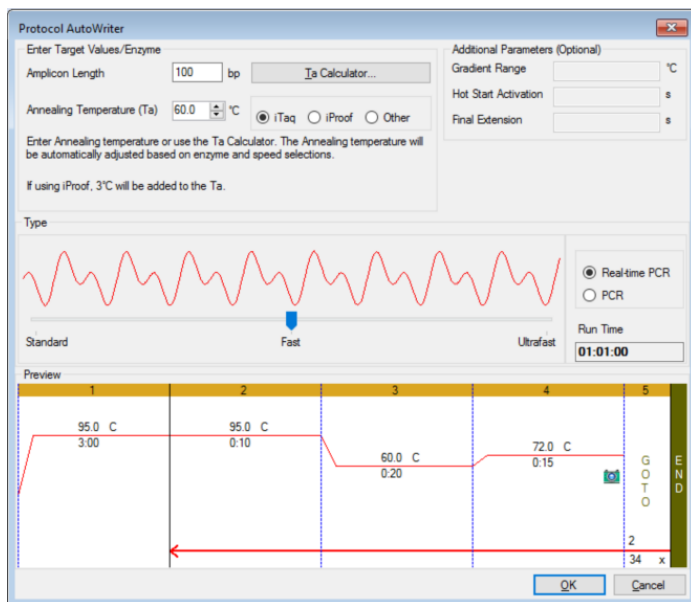 Protocol AutoWriter
Enter Target Values/Enzyme
Amplicon Length 100 bp Ta Calculator...
Annealing Temperature (Ta) 60.0 °C iTaq iProof Other
Enter Annealing temperature or use the Ta Calculator. The Annealing temperature will
be automatically adjusted based on enzyme and speed selections.
If using iProof, 3°C will be added to the Ta.
Additional Parameters (Optional)
Gradient Range °C
Hot Start Activation s
Final Extension s
Type
Standard Fast Ultrafast
Real-time PCR
PCR
Run Time
01:01:00
Preview
1 2 3 4 5
95.0 C
3:00
95.0 C
0:10
60.0 C
0:20
72.0 C
0:15
GOTO
2
34 x
END
OK Cancel